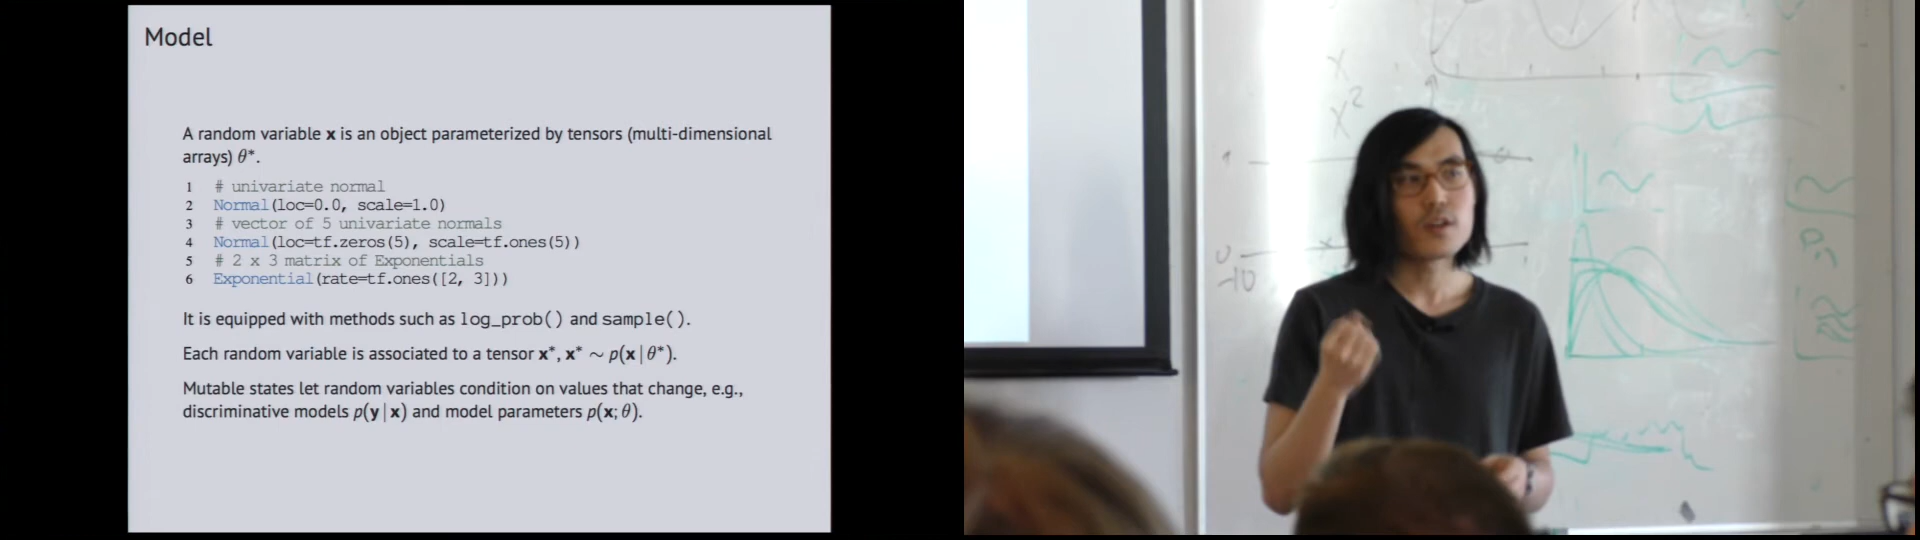 Model
A random variable x is an object parameterized by tensors (multi-dimensional
arrays) θ*.
1 # univariate normal
2 Normal(loc=0.0, scale=1.0)
3 # vector of 5 univariate normals
4 Normal(loc=tf.zeros(5), scale=tf.ones(5))
5 # 2 x 3 matrix of Exponentials
6 Exponential(rate=tf.ones([2, 3]))
It is equipped with methods such as log_prob() and sample().
Each random variable is associated to a tensor x*, x* ∼ p(x | θ*).
Mutable states let random variables condition on values that change, e.g.,
discriminative models p(y | x) and model parameters p(x; θ).
x
x²
0
-10